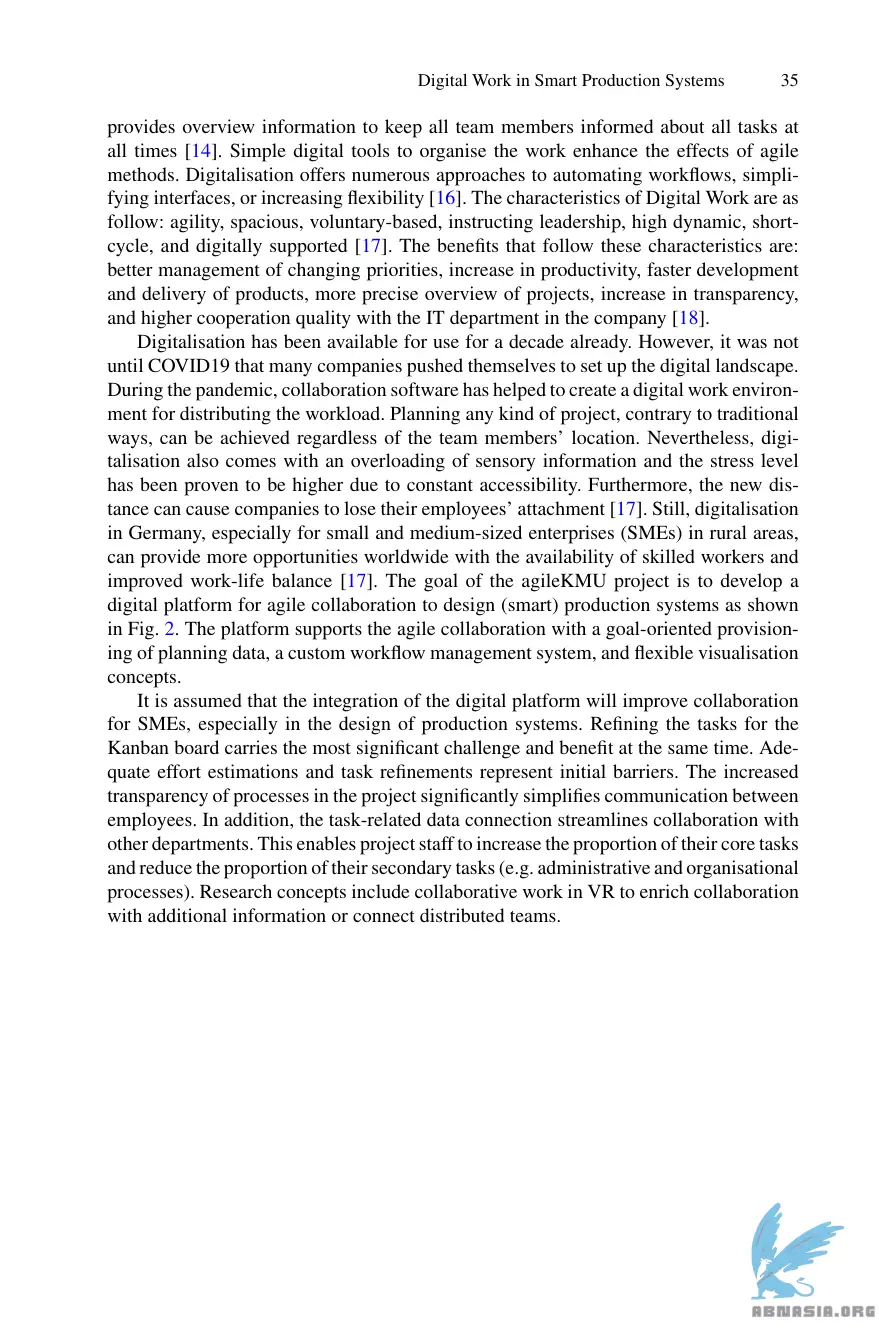 Digital Work in Smart Production Systems 35
provides overview information to keep all team members informed about all tasks at
all times [14]. Simple digital tools to organise the work enhance the effects of agile
methods. Digitalisation offers numerous approaches to automating workflows, simpli-
fying interfaces, or increasing flexibility [16]. The characteristics of Digital Work are as
follow: agility, spacious, voluntary-based, instructing leadership, high dynamic, short-
cycle, and digitally supported [17]. The benefits that follow these characteristics are:
better management of changing priorities, increase in productivity, faster development
and delivery of products, more precise overview of projects, increase in transparency,
and higher cooperation quality with the IT department in the company [18].
Digitalisation has been available for use for a decade already. However, it was not
until COVID19 that many companies pushed themselves to set up the digital landscape.
During the pandemic, collaboration software has helped to create a digital work environ-
ment for distributing the workload. Planning any kind of project, contrary to traditional
ways, can be achieved regardless of the team members' location. Nevertheless, digi-
talisation also comes with an overloading of sensory information and the stress level
has been proven to be higher due to constant accessibility. Furthermore, the new dis-
tance can cause companies to lose their employees' attachment [17]. Still, digitalisation
in Germany, especially for small and medium-sized enterprises (SMEs) in rural areas,
can provide more opportunities worldwide with the availability of skilled workers and
improved work-life balance [17]. The goal of the agileKMU project is to develop a
digital platform for agile collaboration to design (smart) production systems as shown
in Fig. 2. The platform supports the agile collaboration with a goal-oriented provision-
ing of planning data, a custom workflow management system, and flexible visualisation
concepts.
It is assumed that the integration of the digital platform will improve collaboration
for SMEs, especially in the design of production systems. Refining the tasks for the
Kanban board carries the most significant challenge and benefit at the same time. Ade-
quate effort estimations and task refinements represent initial barriers. The increased
transparency of processes in the project significantly simplifies communication between
employees. In addition, the task-related data connection streamlines collaboration with
other departments. This enables project staff to increase the proportion of their core tasks
and reduce the proportion of their secondary tasks (e.g. administrative and organisational
processes). Research concepts include collaborative work in VR to enrich collaboration
with additional information or connect distributed teams.
ABNASIA.ORG